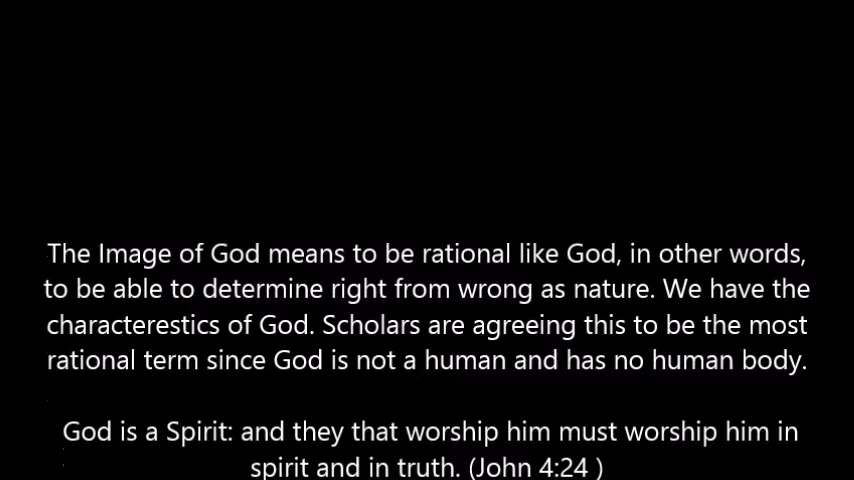 The Image of God means to be rational like God, in other words,
to be able to determine right from wrong as nature. We have the
characterestics of God. Scholars are agreeing this to be the most
rational term since God is not a human and has no human body.
God is a Spirit: and they that worship him must worship him in
spirit and in truth. (John 4:24 )